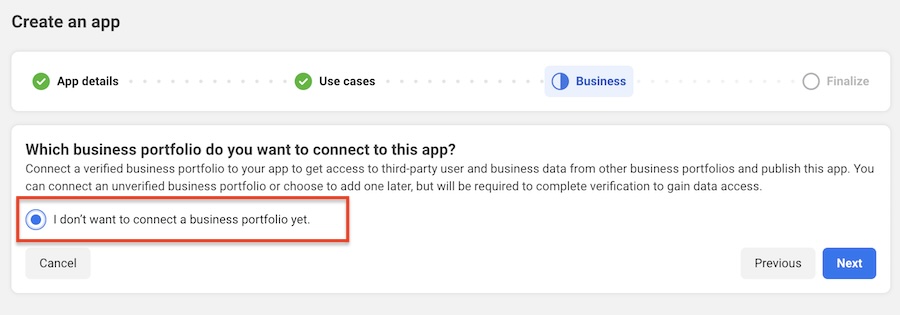 Create an app
App details
Use cases
Business
Finalize
Which business portfolio do you want to connect to this app?
Connect a verified business portfolio to your app to get access to third-party user and business data from other business portfolios and publish this app. You
can connect an unverified business portfolio or choose to add one later, but will be required to complete verification to gain data access.
I don’t want to connect a business portfolio yet.
Cancel
Previous
Next